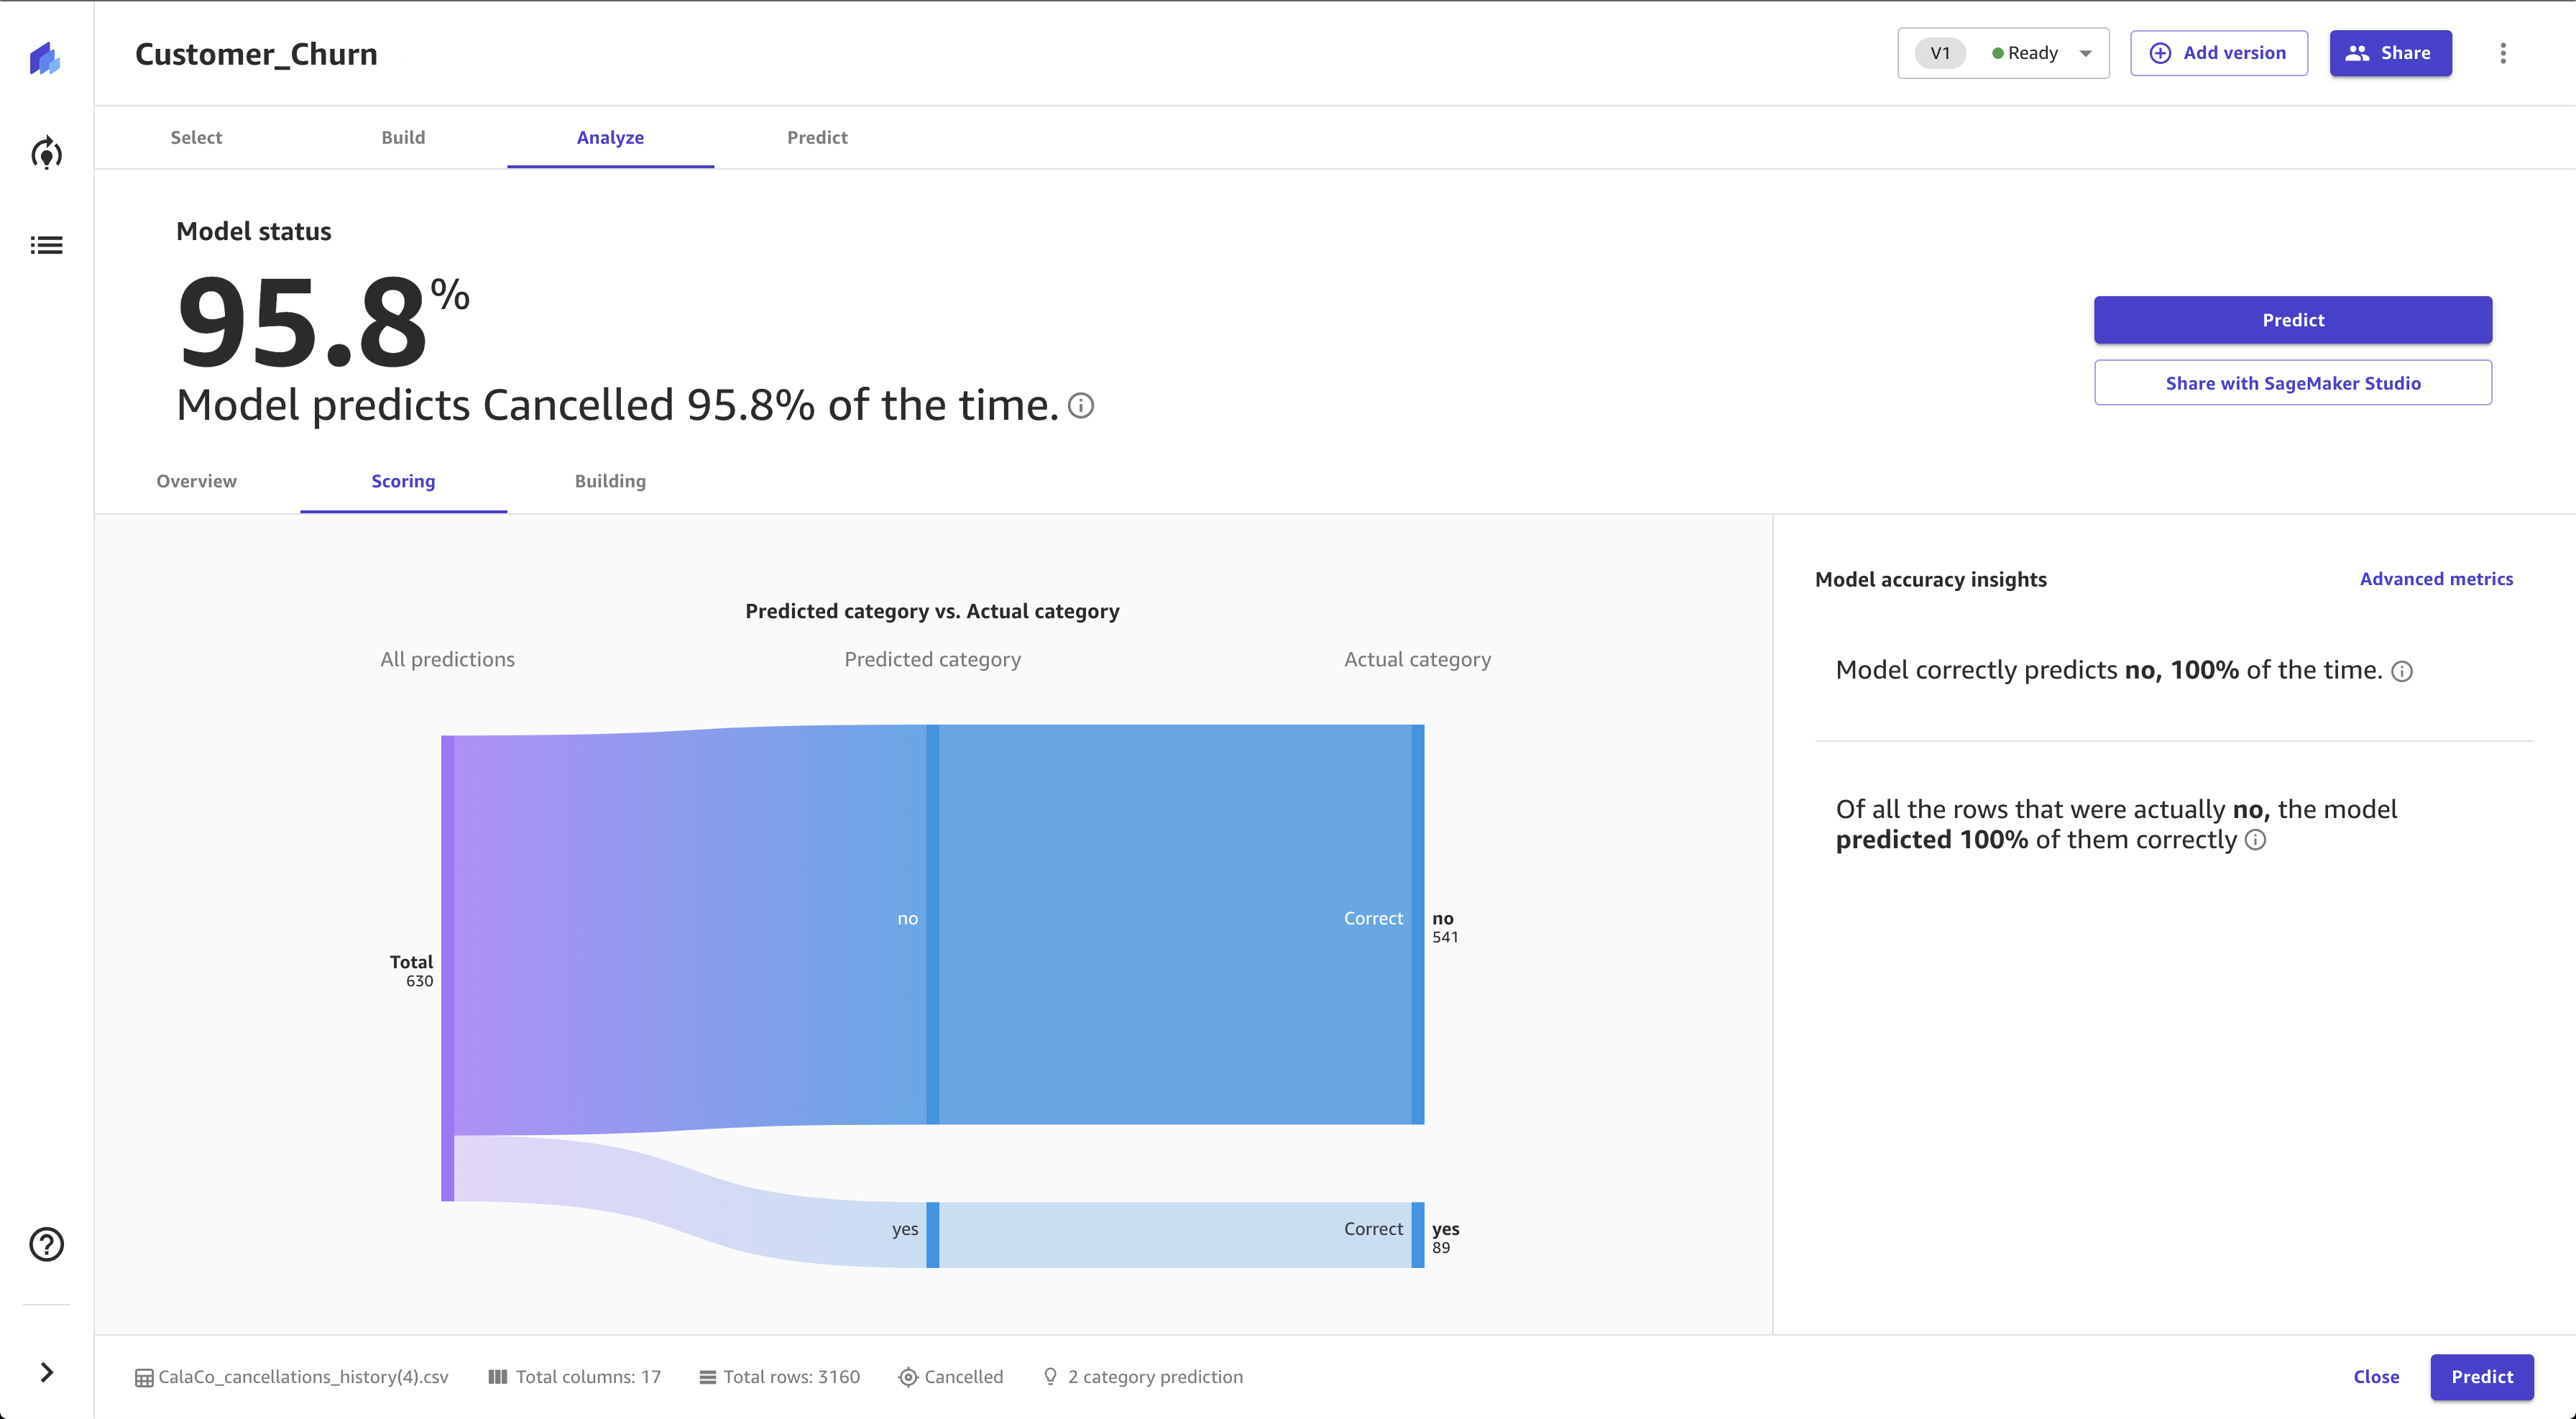 Customer_Churn
V1
Ready
Add version
Share
Select
Build
Analyze
Predict
Model status
95.8%
Model predicts Cancelled 95.8% of the time.
Predict
Share with SageMaker Studio
Overview
Scoring
Building
Predicted category vs. Actual category
All predictions
Predicted category
Actual category
no
Correct
no
541
Total
630
yes
Correct
yes
89
Model accuracy insights
Advanced metrics
Model correctly predicts no, 100% of the time.
Of all the rows that were actually no, the model
predicted 100% of them correctly
CalaCo_cancellations_history(4).csv
Total columns: 17
Total rows: 3160
Cancelled
2 category prediction
Close
Predict